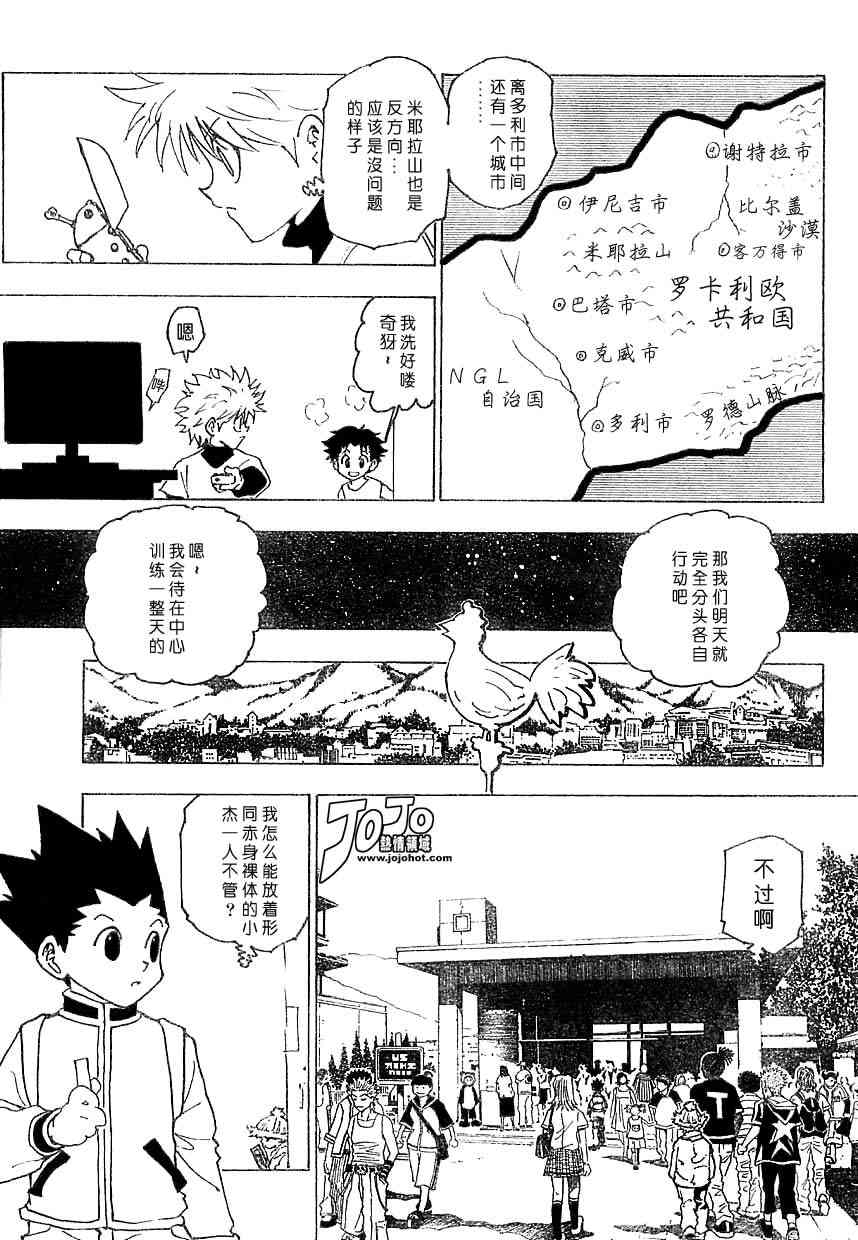 离多利市中间
还有一个城市
……
米耶拉山也是
反方向…
应该是沒问题
的样子
谢特拉市
伊尼吉市
比尔盖
沙漠
米耶拉山
客万得市
罗卡利欧
共和国
巴塔市
克威市
NGL
自治国
多利市
罗德山脉
我洗好喽
奇犽~
嗯
那我们明天就
完全分头各自
行动吧
嗯~
我会待在中心
训练一整天的
不过啊
我怎么能放着形
同赤身裸体的小
杰一人不管？
JOJO
熱情領域
www.jojohot.com
T